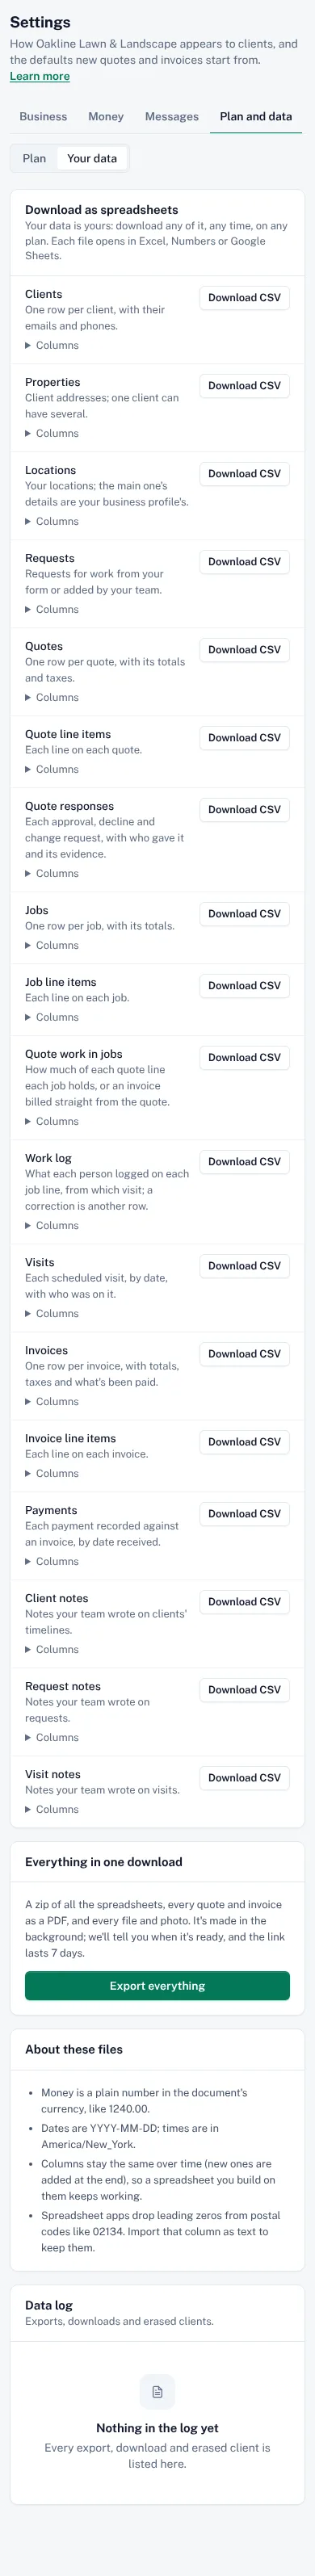 Settings
How Oakline Lawn & Landscape appears to clients, and
the defaults new quotes and invoices start from.
Learn more
Business Money Messages Plan and data
Plan Your data
Download as spreadsheets
Your data is yours: download any of it, any time, on any
plan. Each file opens in Excel, Numbers or Google
Sheets.
Clients Download CSV
One row per client, with their
emails and phones.
Columns
Properties Download CSV
Client addresses; one client can
have several.
Columns
Locations Download CSV
Your locations; the main one's
details are your business profile's.
Columns
Requests Download CSV
Requests for work from your
form or added by your team.
Columns
Quotes Download CSV
One row per quote, with its totals
and taxes.
Columns
Quote line items Download CSV
Each line on each quote.
Columns
Quote responses Download CSV
Each approval, decline and
change request, with who gave it
and its evidence.
Columns
Jobs Download CSV
One row per job, with its totals.
Columns
Job line items Download CSV
Each line on each job.
Columns
Quote work in jobs Download CSV
How much of each quote line
each job holds, or an invoice
billed straight from the quote.
Columns
Work log Download CSV
What each person logged on each
job line, from which visit; a
correction is another row.
Columns
Visits Download CSV
Each scheduled visit, by date,
with who was on it.
Columns
Invoices Download CSV
One row per invoice, with totals,
taxes and what's been paid.
Columns
Invoice line items Download CSV
Each line on each invoice.
Columns
Payments Download CSV
Each payment recorded against
an invoice, by date received.
Columns
Client notes Download CSV
Notes your team wrote on clients'
timelines.
Columns
Request notes Download CSV
Notes your team wrote on
requests.
Columns
Visit notes Download CSV
Notes your team wrote on visits.
Columns
Everything in one download
A zip of all the spreadsheets, every quote and invoice
as a PDF, and every file and photo. It's made in the
background; we'll tell you when it's ready, and the link
lasts 7 days.
Export everything
About these files
• Money is a plain number in the document's
currency, like 1240.00.
• Dates are YYYY-MM-DD; times are in
America/New_York.
• Columns stay the same over time (new ones are
added at the end), so a spreadsheet you build on
them keeps working.
• Spreadsheet apps drop leading zeros from postal
codes like 02134. Import that column as text to
keep them.
Data log
Exports, downloads and erased clients.
Nothing in the log yet
Every export, download and erased client is
listed here.